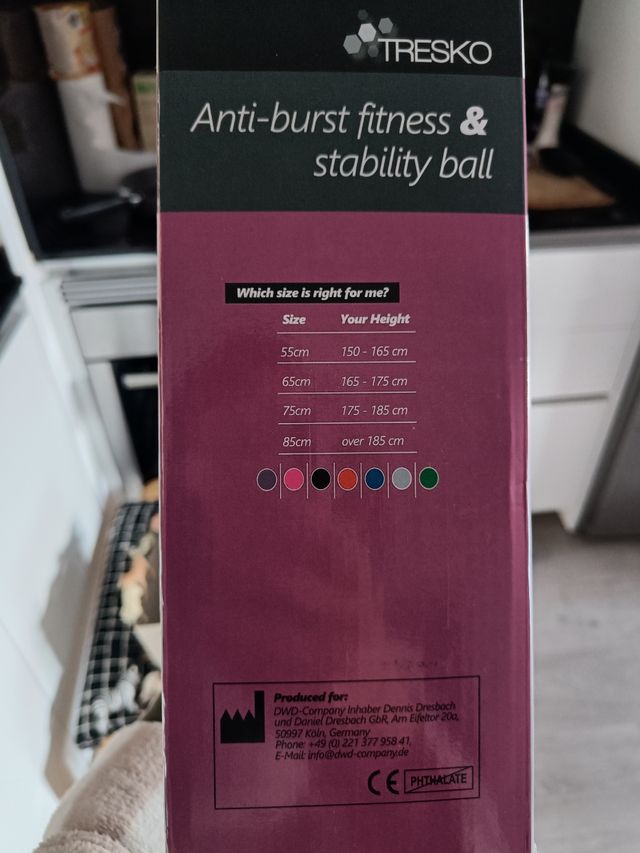 TRESKO
Anti-burst fitness &
stability ball
Which size is right for me?
Size Your Height
55cm 150 - 165 cm
65cm 165 - 175 cm
75cm 175 - 185 cm
85cm over 185 cm
Produced for:
DWD-Company Inhaber Dennis Dresbach
und Daniel Dresbach GbR, Am Eifeltor 20a,
50997 Köln, Germany
Phone: +49 (0) 221 377 958 41,
E-Mail: info@dwd-company.de
CE PHTHALATE